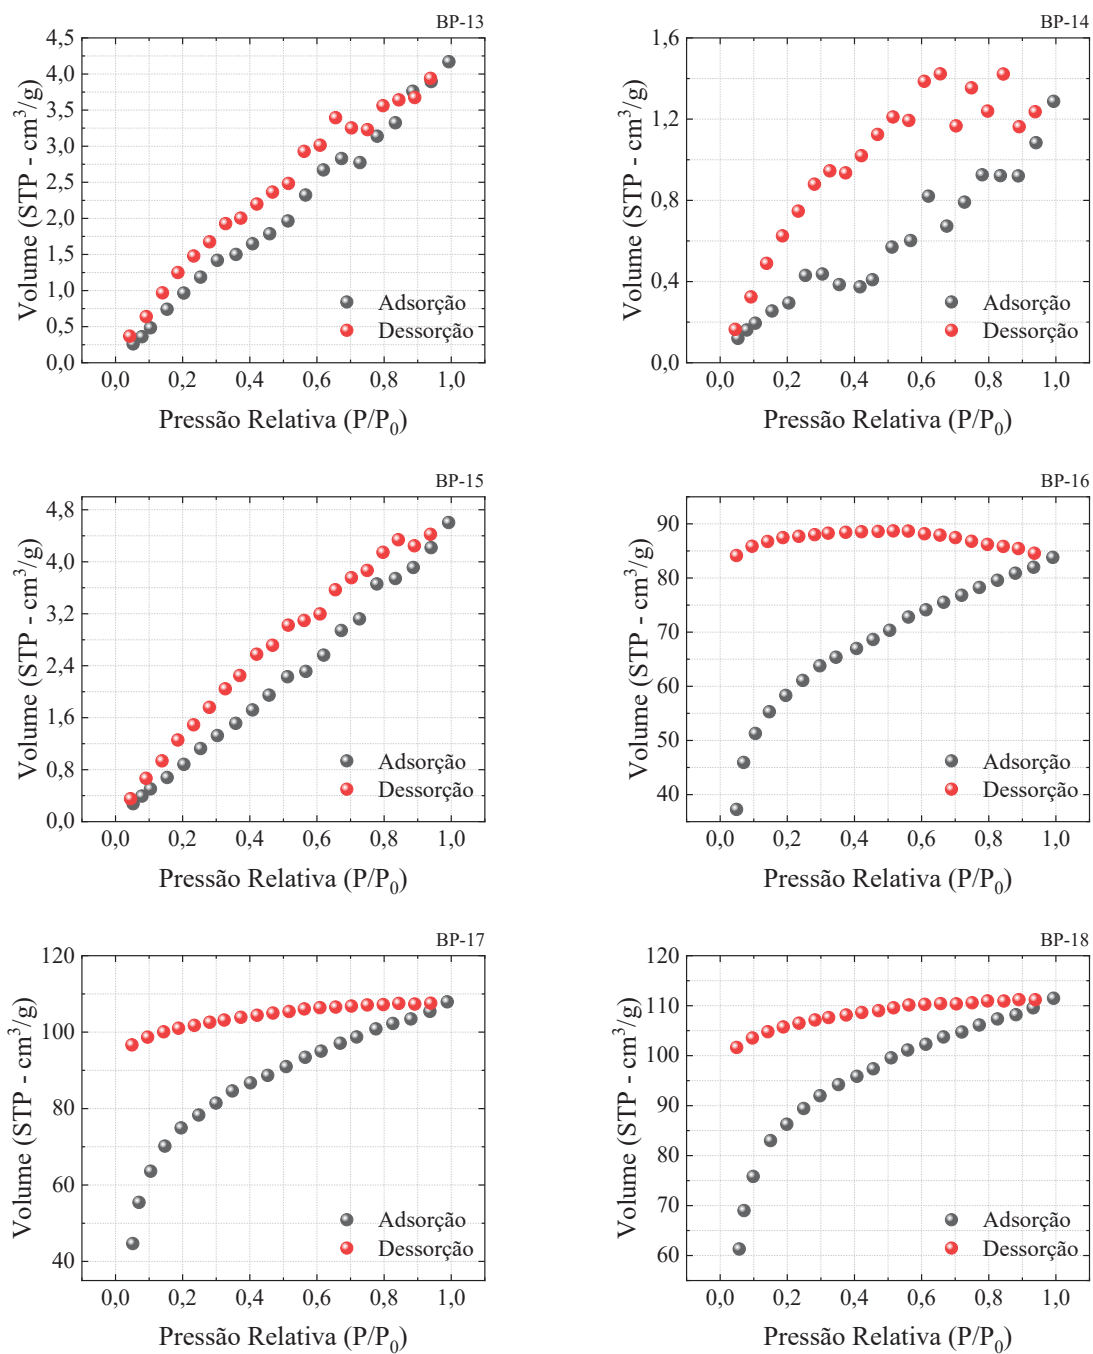 BP-13
4,5
4,0
3,5
3,0
2,5
2,0
1,5
1,0
0,5
0,0
Volume (STP - cm³/g)
Adsorção
Dessorção
0,0 0,2 0,4 0,6 0,8 1,0
Pressão Relativa (P/P₀)
BP-14
1,6
1,2
0,8
0,4
0,0
Volume (STP - cm³/g)
Adsorção
Dessorção
0,0 0,2 0,4 0,6 0,8 1,0
Pressão Relativa (P/P₀)
BP-15
4,8
4,0
3,2
2,4
1,6
0,8
0,0
Volume (STP - cm³/g)
Adsorção
Dessorção
0,0 0,2 0,4 0,6 0,8 1,0
Pressão Relativa (P/P₀)
BP-16
90
80
70
60
50
40
Volume (STP - cm³/g)
Adsorção
Dessorção
0,0 0,2 0,4 0,6 0,8 1,0
Pressão Relativa (P/P₀)
BP-17
120
100
80
60
40
Volume (STP - cm³/g)
Adsorção
Dessorção
0,0 0,2 0,4 0,6 0,8 1,0
Pressão Relativa (P/P₀)
BP-18
120
110
100
90
80
70
60
Volume (STP - cm³/g)
Adsorção
Dessorção
0,0 0,2 0,4 0,6 0,8 1,0
Pressão Relativa (P/P₀)